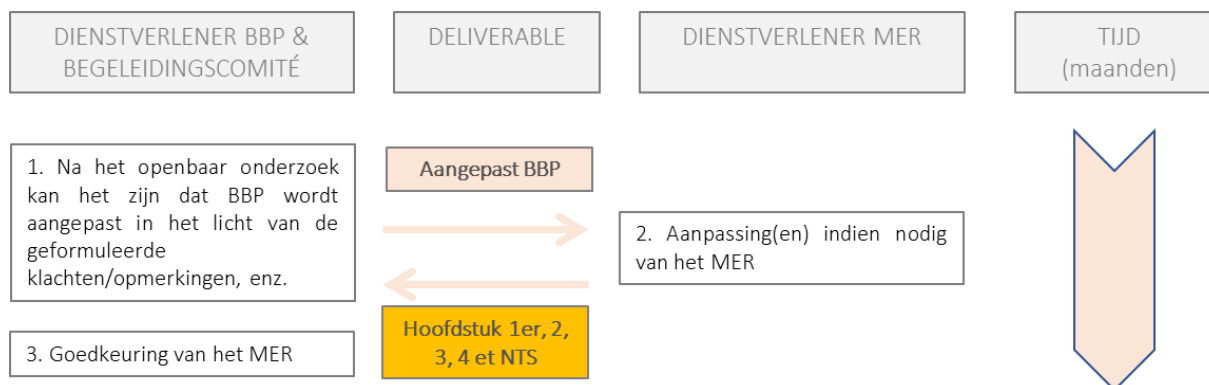 DIENSTVERLENER BBP &
BEGELEIDINGSCOMITÉ
DELIVERABLE
DIENSTVERLENER MER
TIJD
(maanden)
1. Na het openbaar onderzoek
kan het zijn dat BBP wordt
aangepast in het licht van de
geformuleerde
klachten/opmerkingen, enz.
Aangepast BBP
2. Aanpassing(en) indien nodig
van het MER
Hoofdstuk 1er, 2,
3, 4 et NTS
3. Goedkeuring van het MER